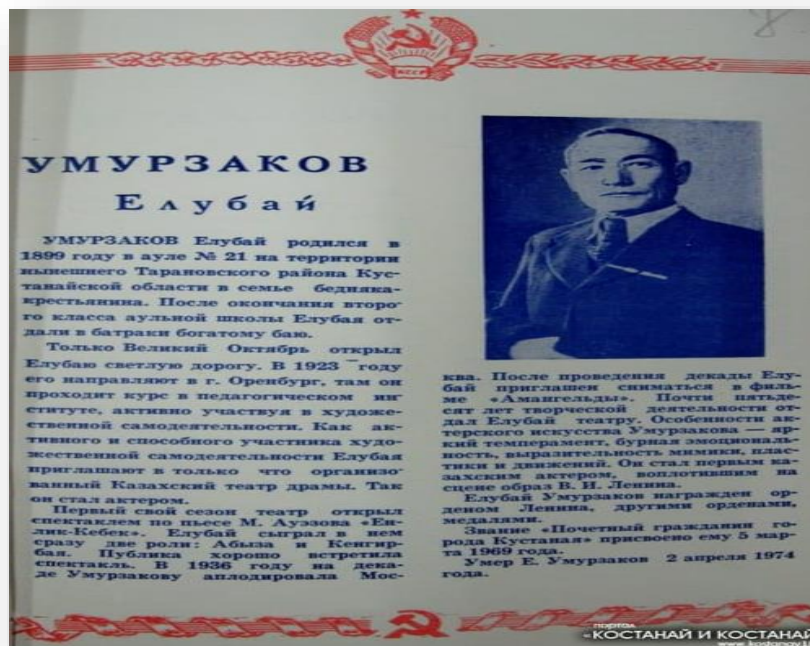 КССР
УМУРЗАКОВ
Елубай
УМУРЗАКОВ Елубай родился в
1899 году в ауле № 21 на территории
нынешнего Тарановского района Кус-
танайской области в семье бедняка-
крестьянина. После окончания второ-
го класса аульной школы Елубая от-
дали в батраки богатому баю.
Только Великий Октябрь открыл
Елубаю светлую дорогу. В 1923 году
его направляют в г. Оренбург, там он
проходит курс в педагогическом ин
ституте, активно участвуя в художе-
ственной самодеятельности. Как ак-
тивного и способного участника худо-
жественной самодеятельности Елубая
приглашают в только что организо-
ванный Казахский театр драмы. Так
он стал актером.
Первый свой сезон театр открыл
спектаклем по пьесе М. Ауэзова «Ен-
лик-Кебек». Елубай сыграл в нем
сразу две роли: Абыза и Кенгир-
бая. Публика хорошо встретила
спектакль. В 1936 году на дека-
де Умурзакову аплодировала Мос-
ква. После проведения декады Елу-
бай приглашен сниматься в филь-
ме «Амангельды». Почти пятьде-
сят лет творческой деятельности от-
дал Елубай театру. Особенности ак-
терского искусства Умурзакова — яр-
кий темперамент, бурная эмоциональ-
ность, выразительность мимики, плас-
тики и движений. Он стал первым ка-
захским актером, воплотившим на
сцене образ В. И. Ленина.
Елубай Умурзаков награжден ор-
деном Ленина, другими орденами,
медалями.
Звание «Почетный гражданин го-
рода Кустаная» присвоено ему 5 мар-
та 1969 года.
Умер Е. Умурзаков 2 апреля 1974
года.
портал
«КОСТАНАЙ И КОСТАНАЙ